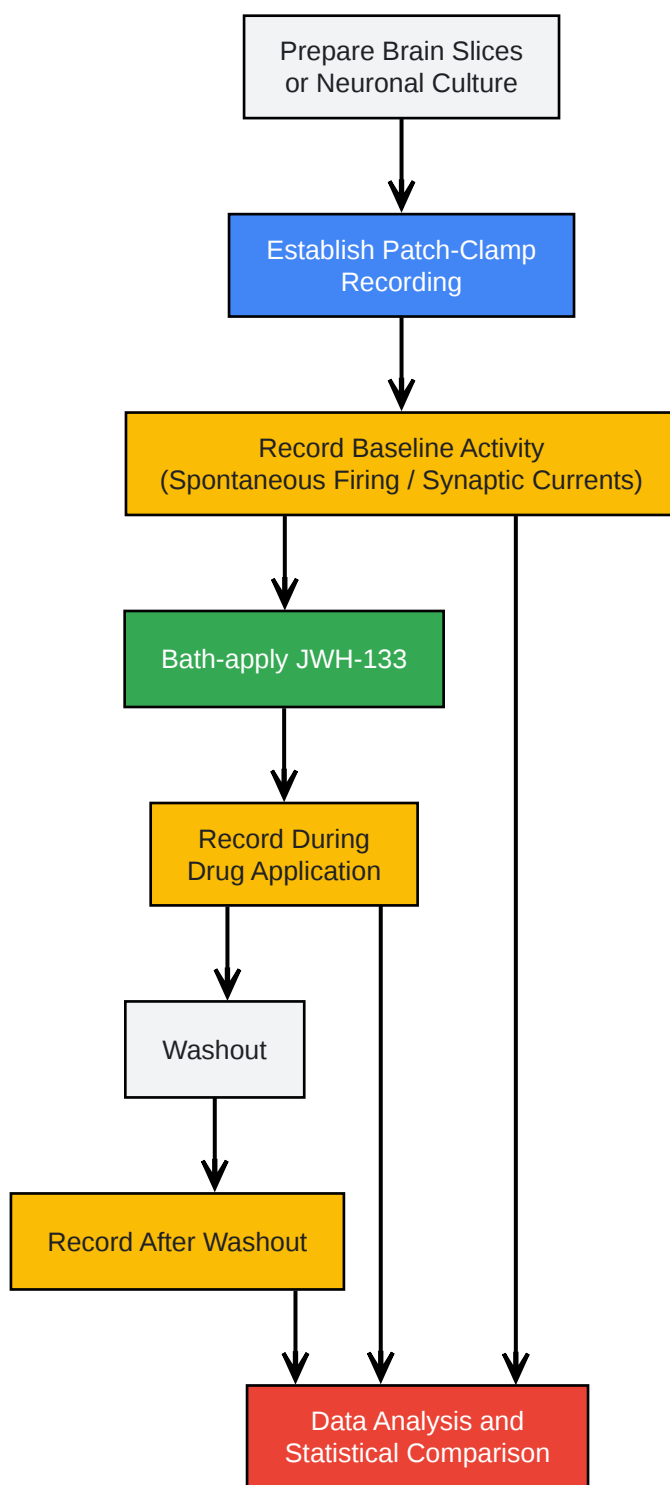 Prepare Brain Slices
or Neuronal Culture
Establish Patch-Clamp
Recording
Record Baseline Activity
(Spontaneous Firing / Synaptic Currents)
Bath-apply JWH-133
Record During
Drug Application
Washout
Record After Washout
Data Analysis and
Statistical Comparison